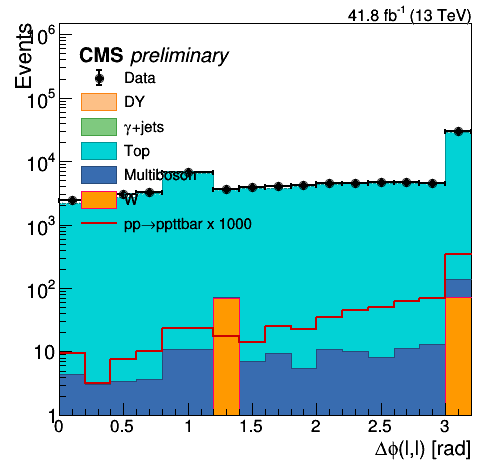 41.8 fb⁻¹ (13 TeV)
Events
CMS preliminary
Data
DY
γ+jets
Top
Multiboson
W
pp→ppttbar x 1000
10⁶
10⁵
10⁴
10³
10²
10
1
0 0.5 1 1.5 2 2.5 3
Δϕ(l,l) [rad]